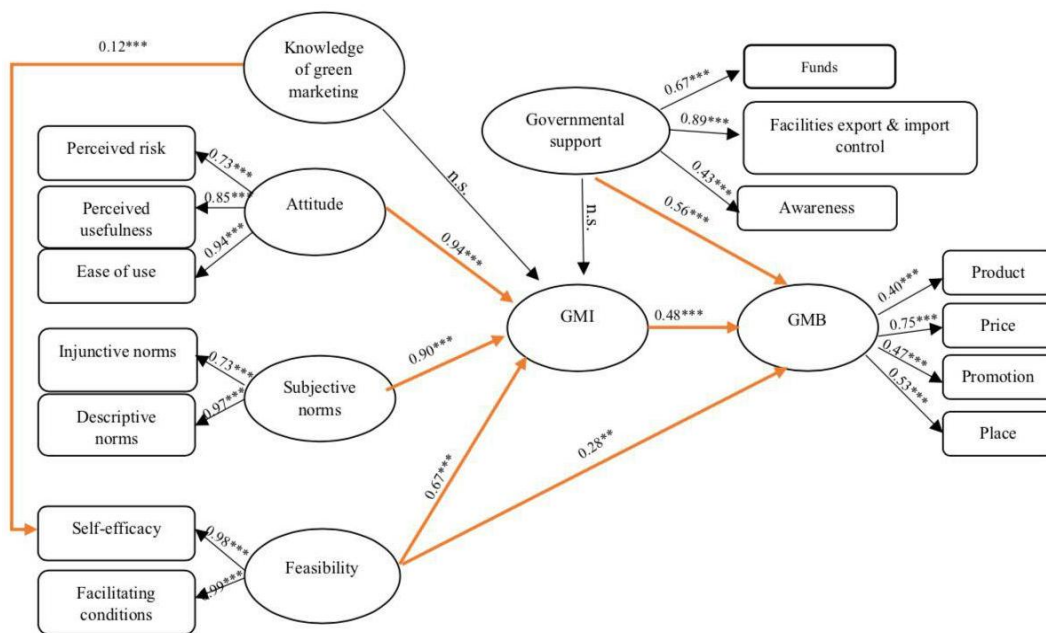 0.12***
Knowledge
of green
marketing
n.s.
Governmental
support
0.67***
Funds
0.89***
Facilities export & import
control
0.43***
Awareness
n.s.
0.56***
Perceived risk
0.73***
Perceived
usefulness
0.85***
Ease of use
0.94***
Attitude
0.94***
GMI
0.48***
GMB
0.40***
Product
0.75***
Price
0.47***
Promotion
0.53***
Place
Injunctive norms
0.73***
Descriptive
norms
0.97***
Subjective
norms
0.90***
0.67***
0.28**
Self-efficacy
0.98***
Facilitating
conditions
.99***
Feasibility